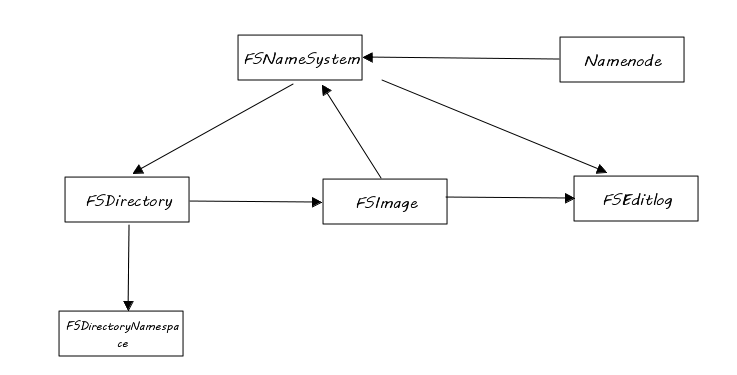 FSNameSystem
Namenode
FSDirectory
FSImage
FSEditlog
FSDirectoryNamespa
ce